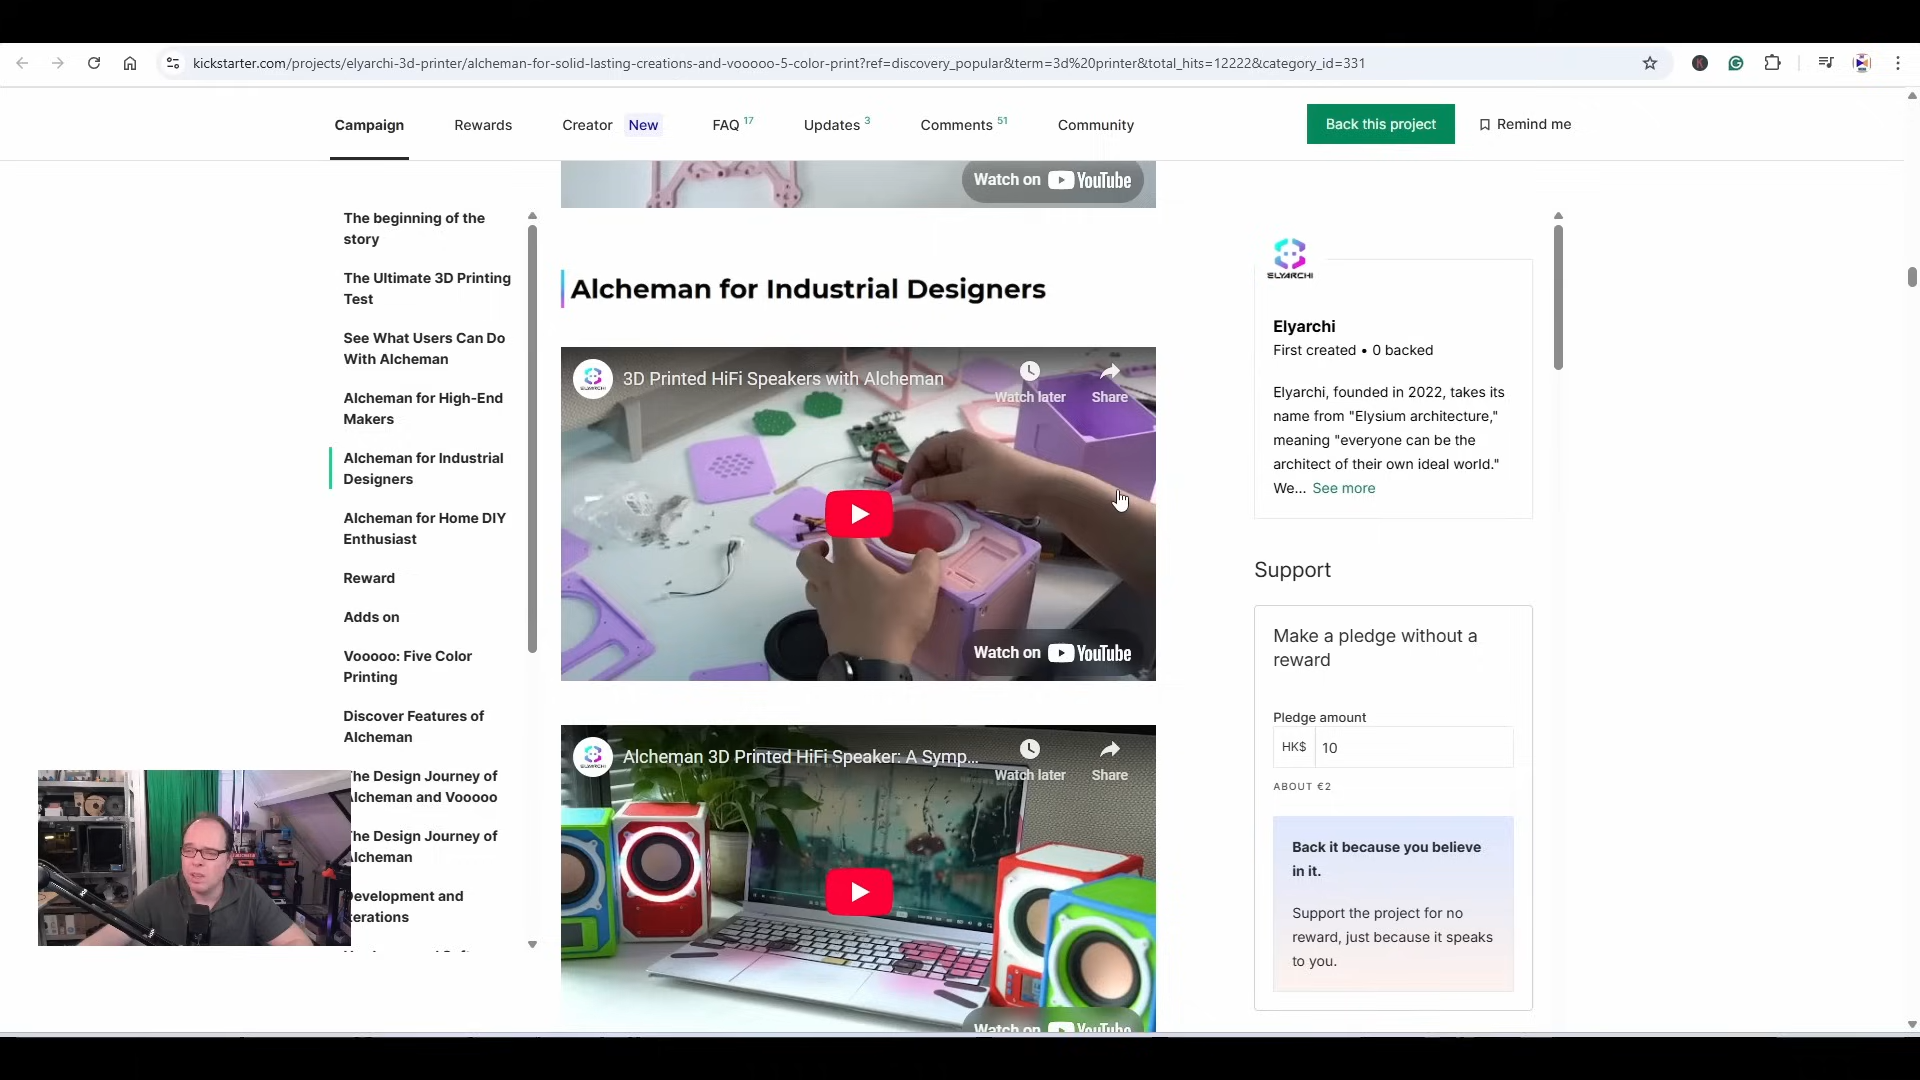 kickstarter.com/projects/elyarchi-3d-printer/alcheman-for-solid-lasting-creations-and-vooooo-5-color-print?ref=discovery_popular&term=3d%20printer&total_hits=12222&category_id=331
Campaign
Rewards
Creator New
FAQ 17
Updates 3
Comments 51
Community
Back this project
Remind me
The beginning of the
story
The Ultimate 3D Printing
Test
See What Users Can Do
With Alcheman
Alcheman for High-End
Makers
Alcheman for Industrial
Designers
Alcheman for Home DIY
Enthusiast
Reward
Adds on
Vooooo: Five Color
Printing
Discover Features of
Alcheman
The Design Journey of
Alcheman and Vooooo
The Design Journey of
Alcheman
Development and
Iterations
Watch on YouTube
Alcheman for Industrial Designers
3D Printed HiFi Speakers with Alcheman
Watch later
Share
Watch on YouTube
Alcheman 3D Printed HiFi Speaker: A Symp...
Watch later
Share
Watch on YouTube
ELYARCHI
Elyarchi
First created • 0 backed
Elyarchi, founded in 2022, takes its
name from "Elysium architecture,"
meaning "everyone can be the
architect of their own ideal world."
We... See more
Support
Make a pledge without a
reward
Pledge amount
HK$ 10
ABOUT €2
Back it because you believe
in it.
Support the project for no
reward, just because it speaks
to you.